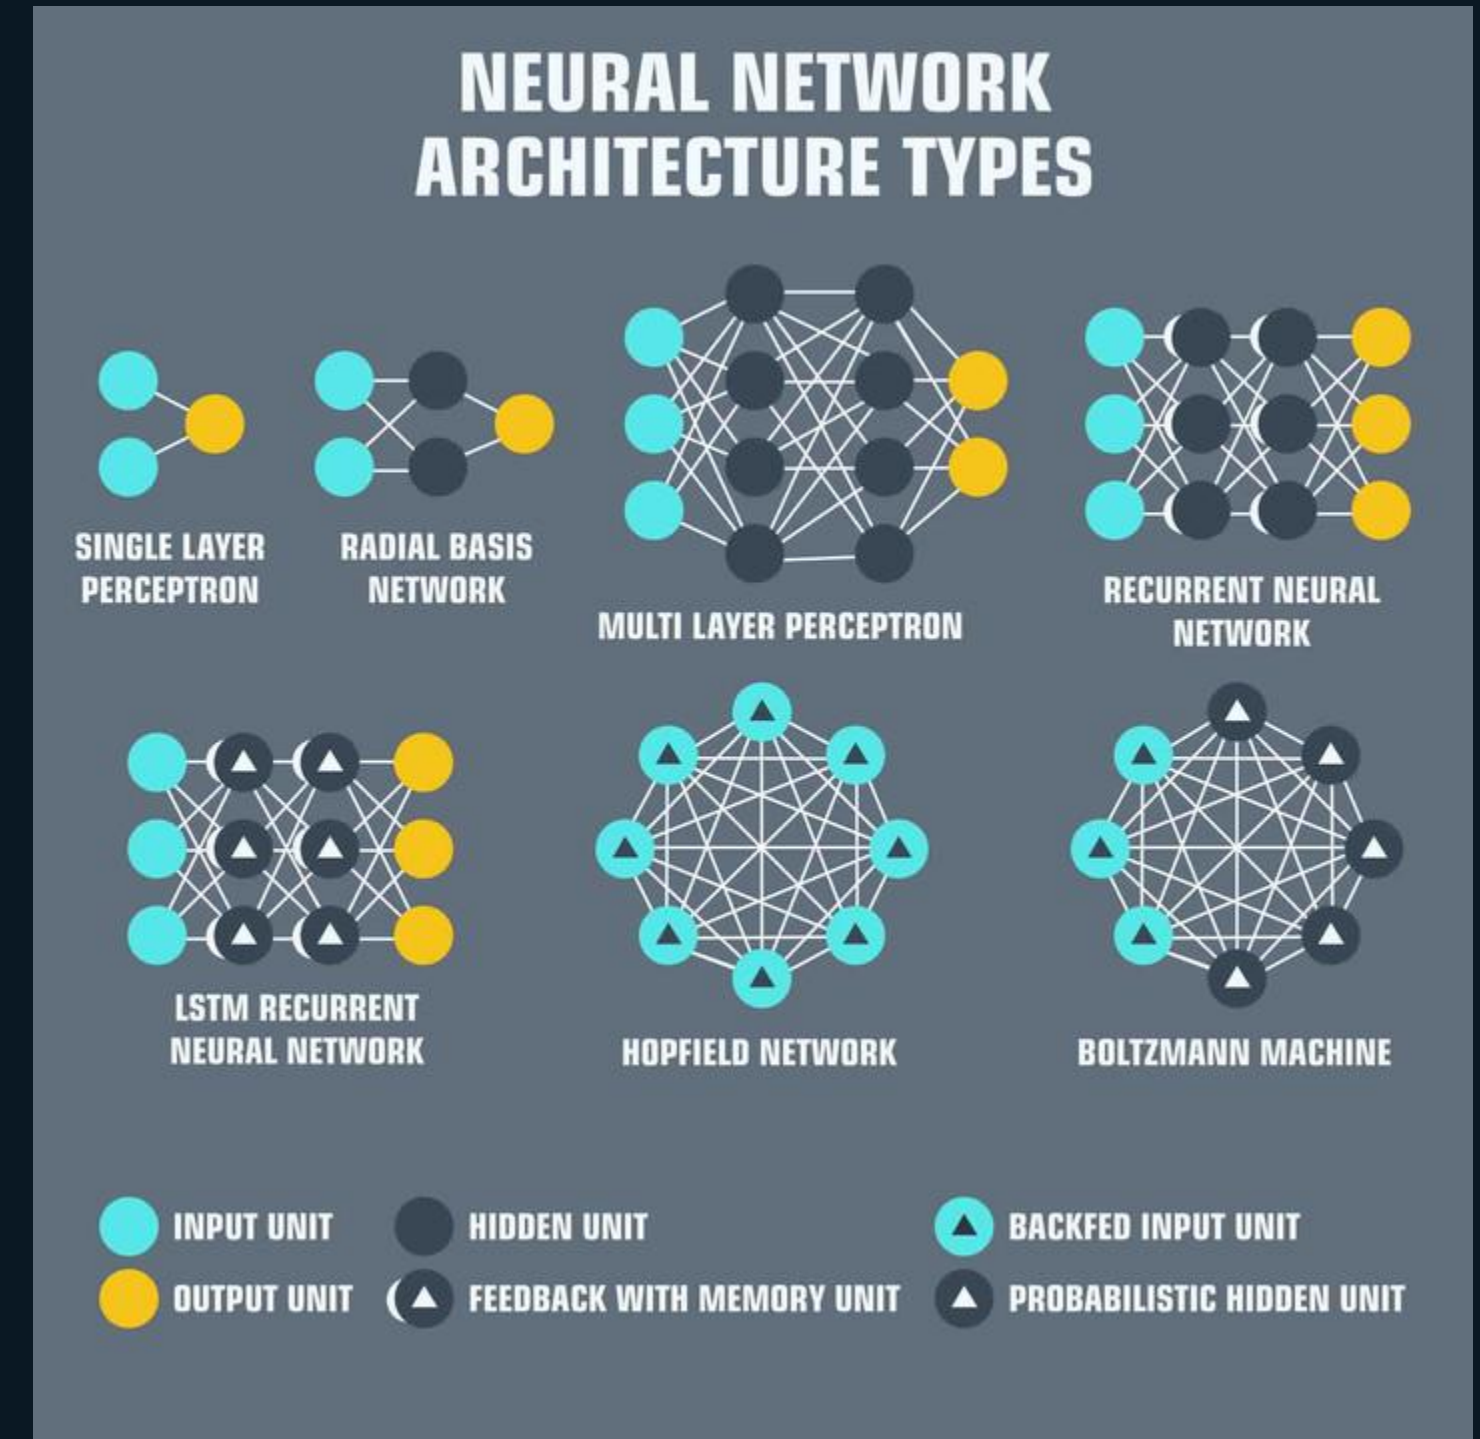 NEURAL NETWORK
ARCHITECTURE TYPES
SINGLE LAYER
PERCEPTRON
RADIAL BASIS
NETWORK
MULTI LAYER PERCEPTRON
RECURRENT NEURAL
NETWORK
LSTM RECURRENT
NEURAL NETWORK
HOPFIELD NETWORK
BOLTZMANN MACHINE
INPUT UNIT
HIDDEN UNIT
BACKFED INPUT UNIT
OUTPUT UNIT
FEEDBACK WITH MEMORY UNIT
PROBABILISTIC HIDDEN UNIT